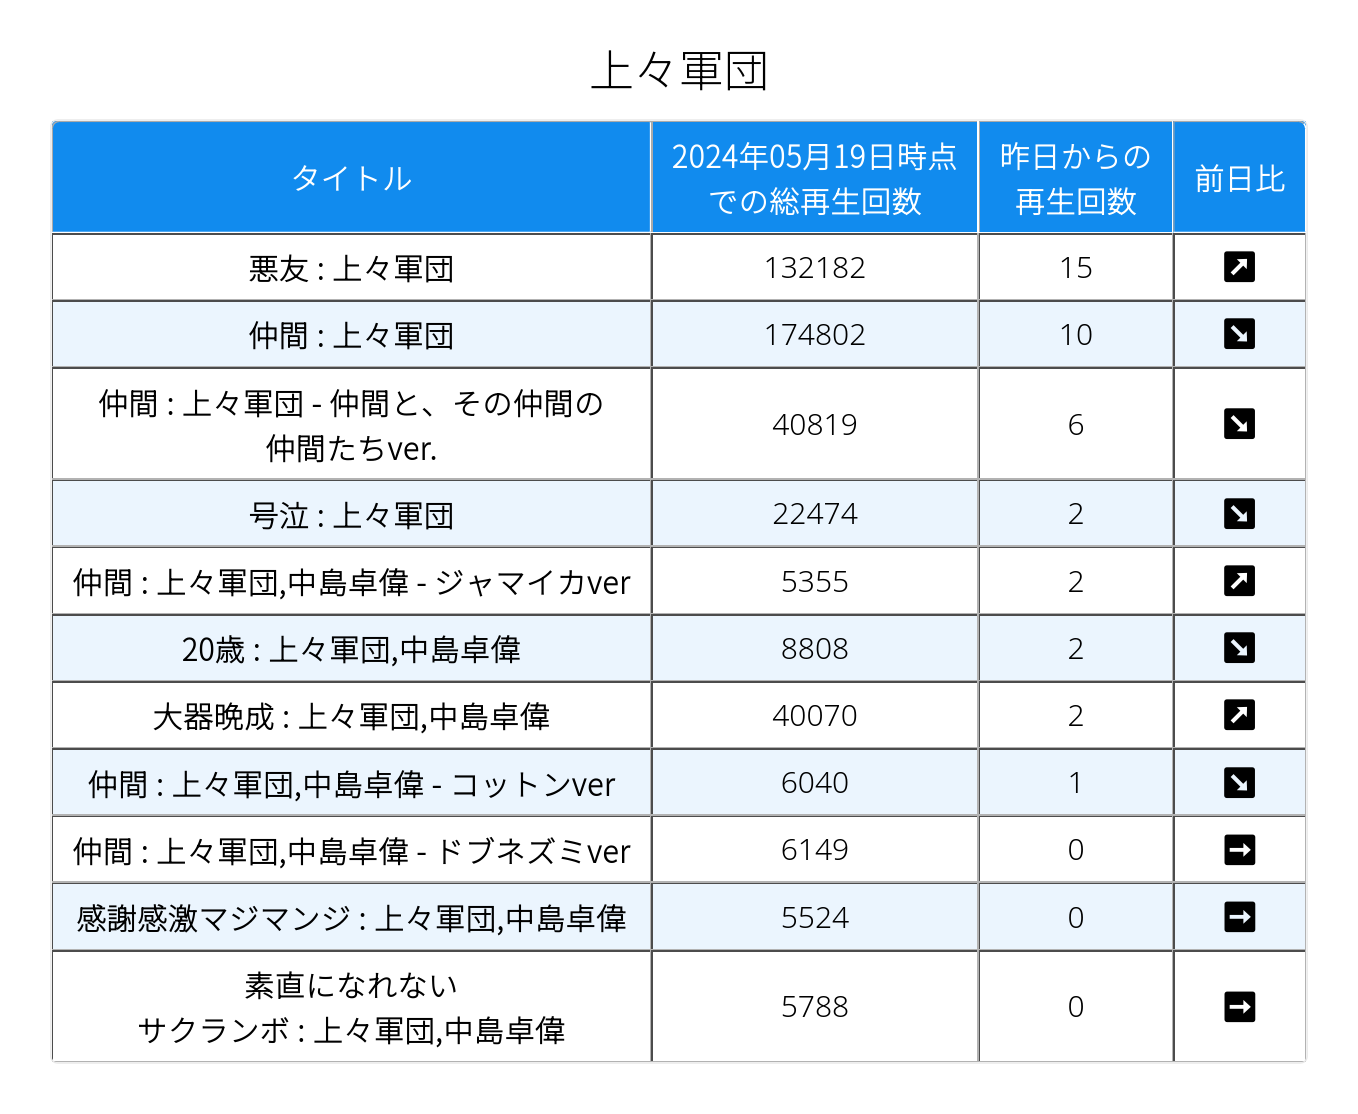 上々軍団
タイトル
2024年05月19日時点
での総再生回数
昨日からの
再生回数
前日比
悪友 : 上々軍団
132182
15
仲間 : 上々軍団
174802
10
仲間 : 上々軍団 - 仲間と、その仲間の
仲間たちver.
40819
6
号泣 : 上々軍団
22474
2
仲間 : 上々軍団,中島卓偉 - ジャマイカver
5355
2
20歳 : 上々軍団,中島卓偉
8808
2
大器晩成 : 上々軍団,中島卓偉
40070
2
仲間 : 上々軍団,中島卓偉 - コットンver
6040
1
仲間 : 上々軍団,中島卓偉 - ドブネズミver
6149
0
感謝感激マジマンジ : 上々軍団,中島卓偉
5524
0
素直になれない
サクランボ : 上々軍団,中島卓偉
5788
0